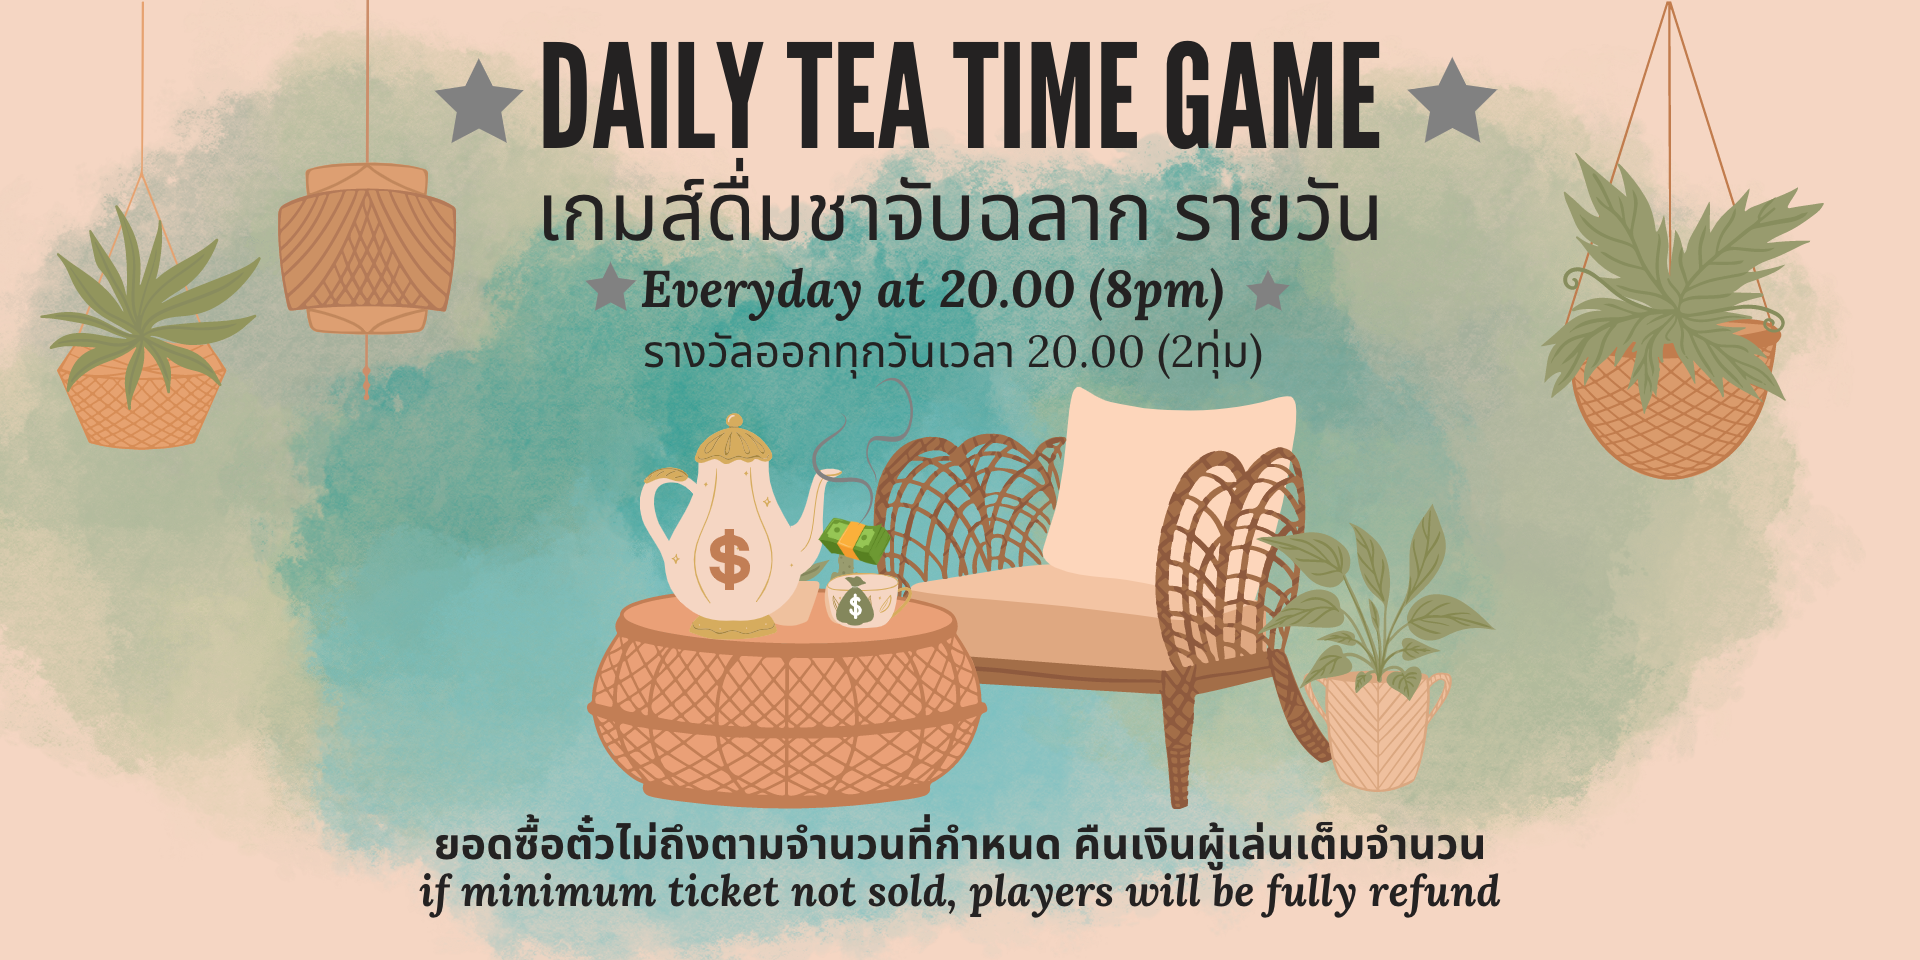 DAILY TEA TIME GAME
เกมส์ดื่มชาจับฉลาก รายวัน
Everyday at 20.00 (8pm)
รางวัลออกทุกวันเวลา 20.00 (2ทุ่ม)
$
$
ยอดซื้อตั๋วไม่ถึงตามจำนวนที่กำหนด คืนเงินผู้เล่นเต็มจำนวน
if minimum ticket not sold, players will be fully refund